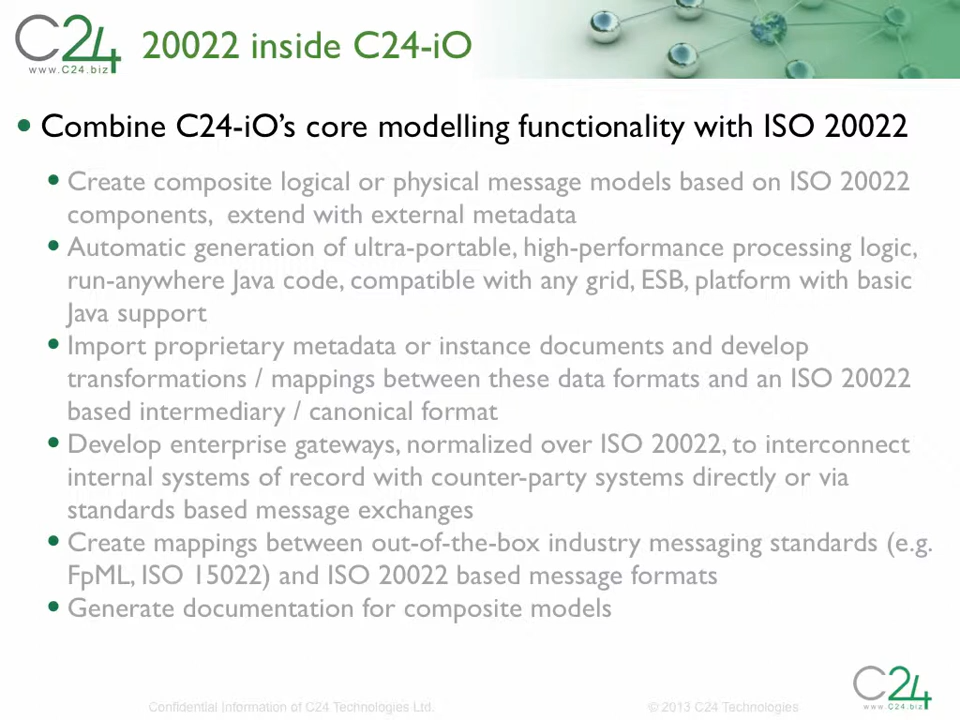 C24
www.C24.biz
20022 inside C24-iO
• Combine C24-iO's core modelling functionality with ISO 20022
• Create composite logical or physical message models based on ISO 20022
components, extend with external metadata
• Automatic generation of ultra-portable, high-performance processing logic,
run-anywhere Java code, compatible with any grid, ESB, platform with basic
Java support
• Import proprietary metadata or instance documents and develop
transformations / mappings between these data formats and an ISO 20022
based intermediary / canonical format
• Develop enterprise gateways, normalized over ISO 20022, to interconnect
internal systems of record with counter-party systems directly or via
standards based message exchanges
• Create mappings between out-of-the-box industry messaging standards (e.g.
FpML, ISO 15022) and ISO 20022 based message formats
• Generate documentation for composite models
Confidential Information of C24 Technologies Ltd.
© 2013 C24 Technologies
C24
www.C24.biz